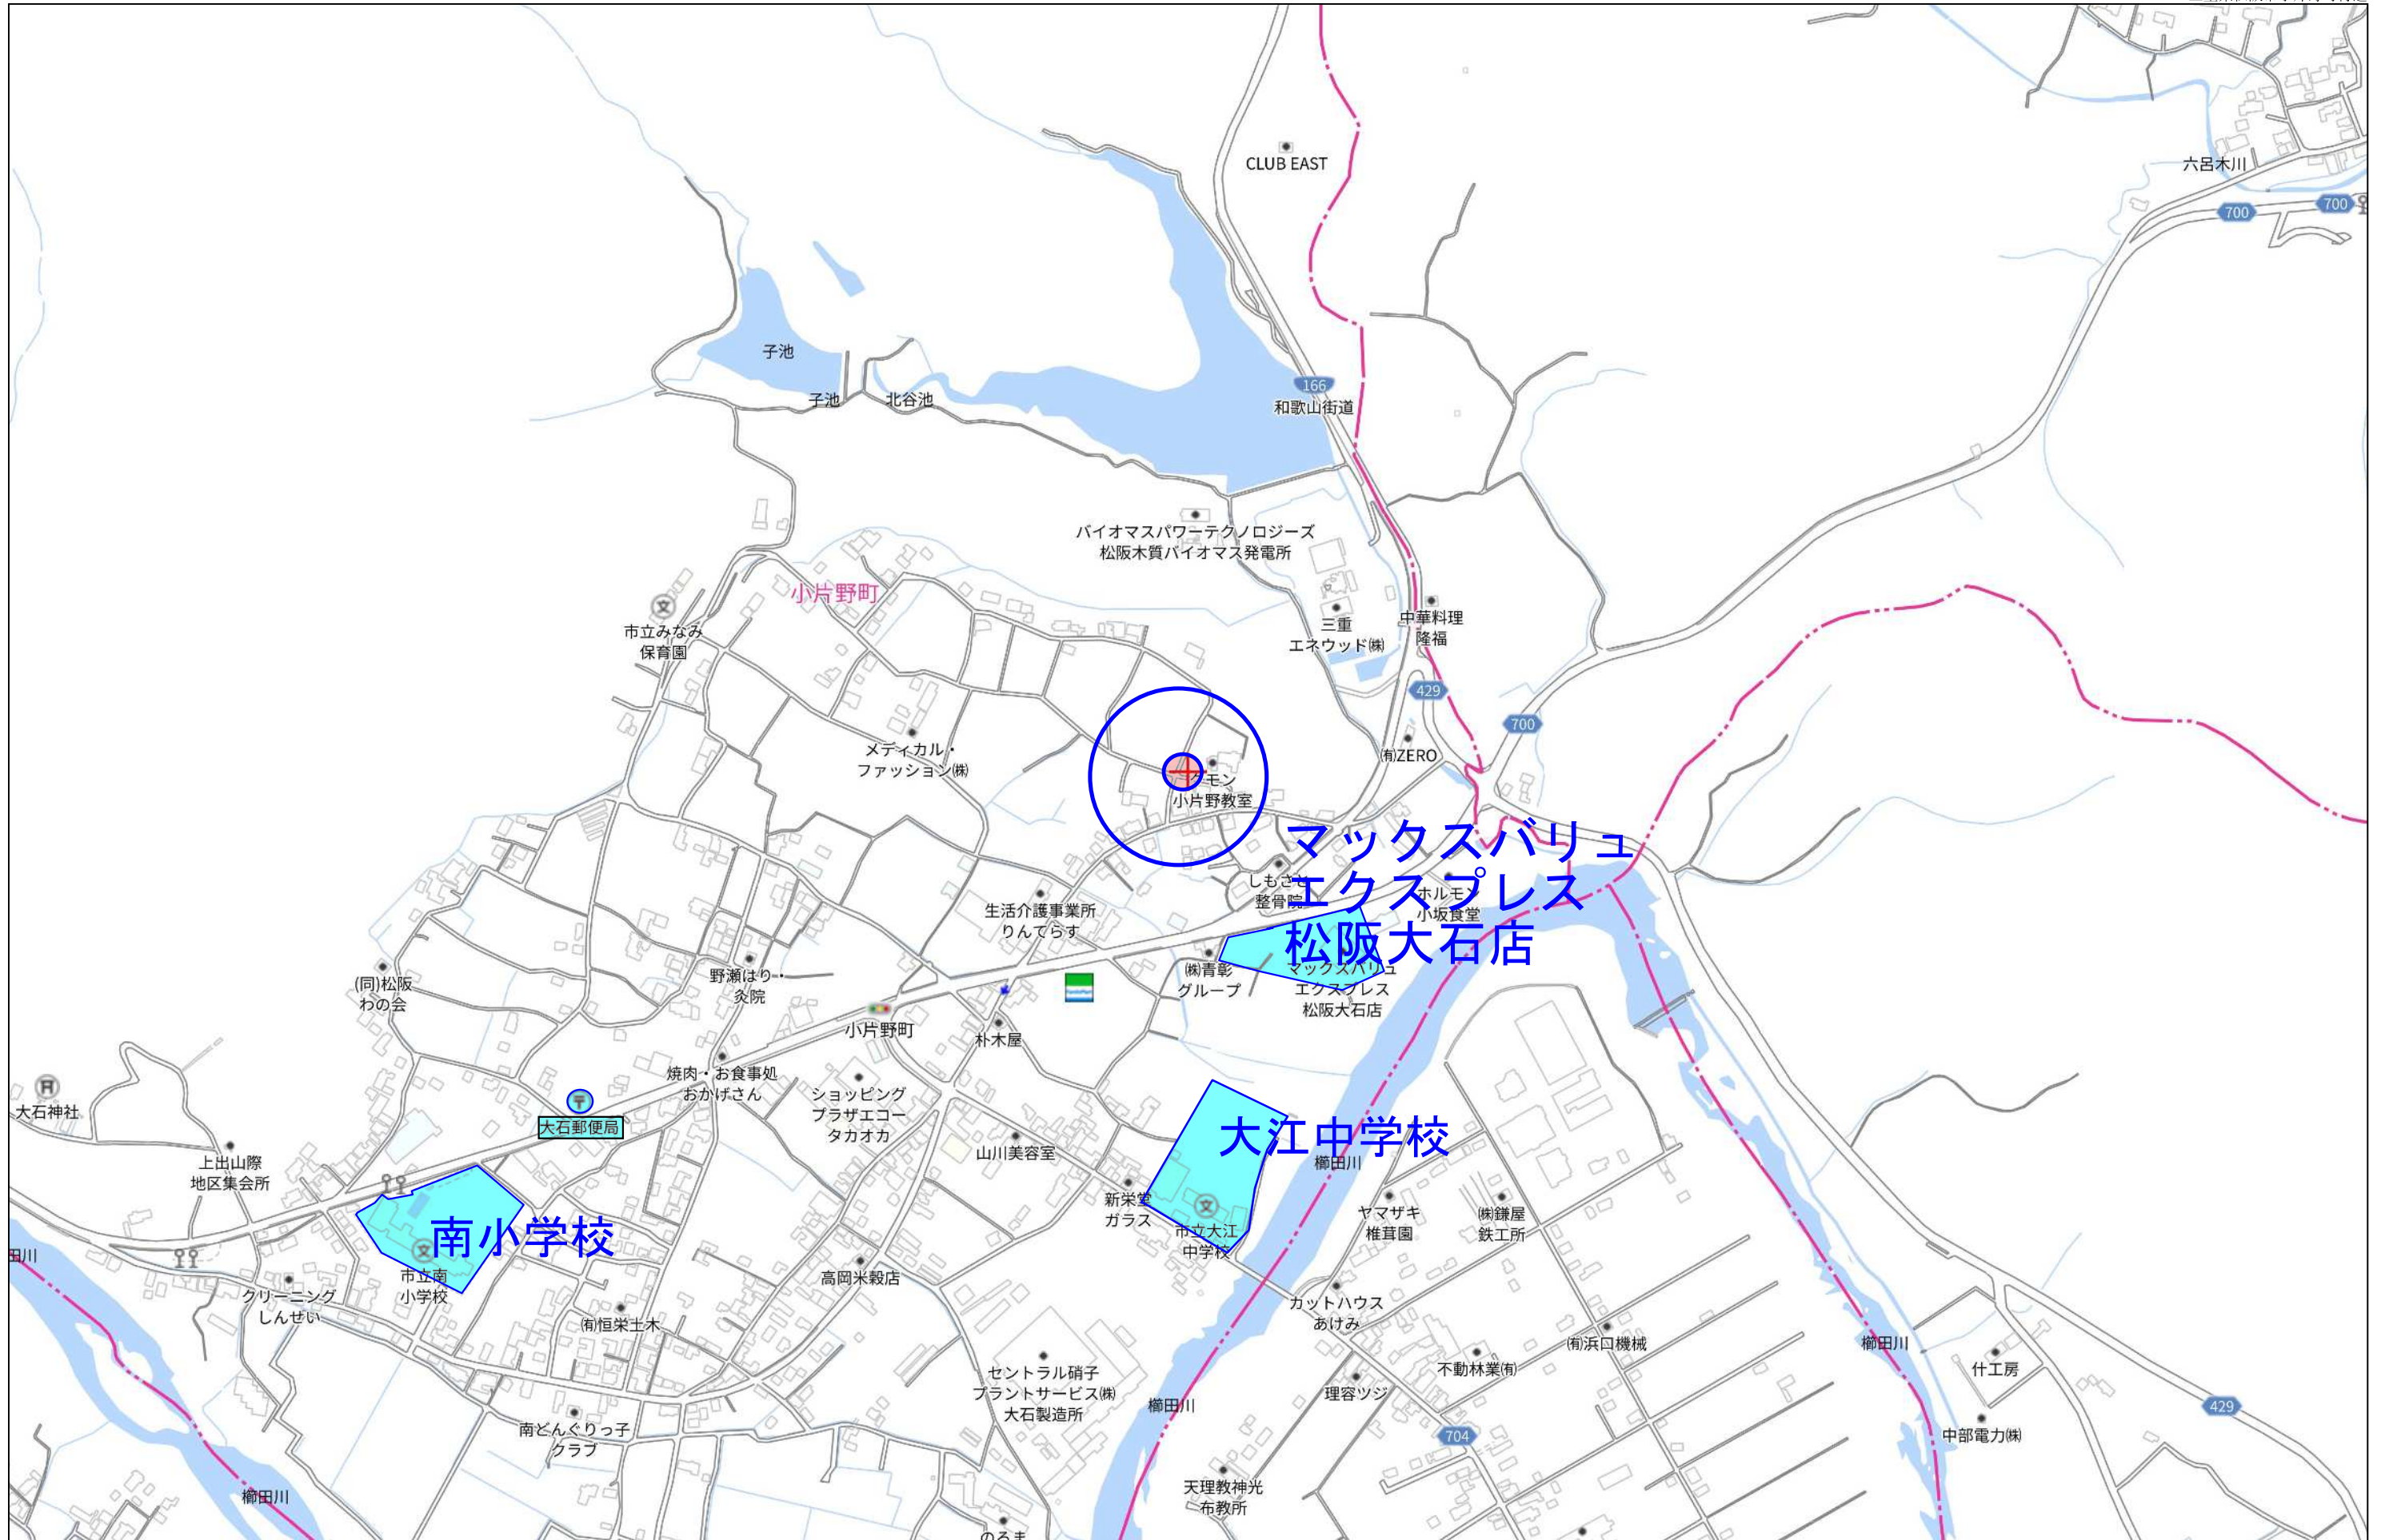 CLUB EAST
六呂木川
700
700
子池
子池
北谷池
166
和歌山街道
バイオマスパワーテクノロジーズ
松阪木質バイオマス発電所
小片野町
市立みなみ
保育園
三重
エネウッド㈱
中華料理
隆福
429
700
メディカル・
ファッション㈱
㈲ZERO
小片野教室
マックスバリュ
エクスプレス
松阪大石店
しもさと
整骨院
ホルモン
小坂食堂
生活介護事業所
りんてらす
㈱青彰
グループ
マックスバリュ
エクスプレス
松阪大石店
野瀬はり・
灸院
(同)松阪
わの会
小片野町
朴木屋
焼肉・お食事処
おかげさん
ショッピング
プラザエコー
タカオカ
大石神社
大石郵便局
大江中学校
山川美容室
櫛田川
上出山際
地区集会所
新栄堂
ガラス
市立大江
中学校
ヤマザキ
椎茸園
㈱鎌屋
鉄工所
南小学校
市立南
小学校
田川
クリーニング
しんせい
高岡米穀店
㈲恒栄土木
カットハウス
あけみ
㈲浜口機械
櫛田川
什工房
不動林業㈲
セントラル硝子
プラントサービス㈱
大石製造所
理容ツジ
櫛田川
429
南どんぐりっ子
クラブ
704
中部電力㈱
櫛田川
天理教神光
布教所